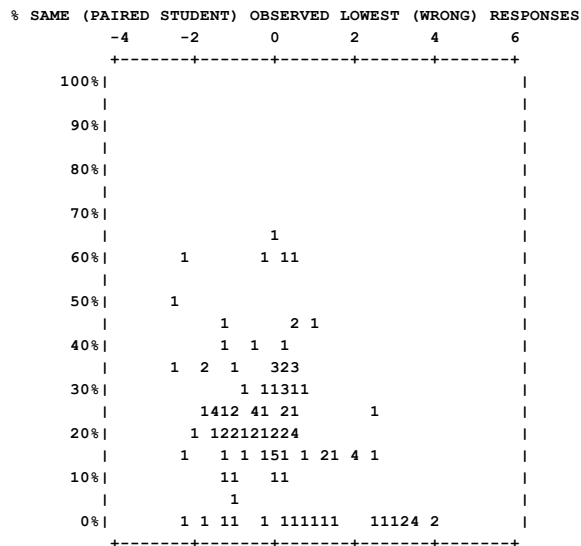 % SAME (PAIRED STUDENT) OBSERVED LOWEST (WRONG) RESPONSES
-4 -2 0 2 4 6
+-------+-------+-------+-------+-------+
100%| |
| |
90%| |
| |
80%| |
| |
70%| |
| 1 |
60%| 1 1 11 |
| |
50%| 1 |
| 1 2 1 |
40%| 1 1 1 |
| 1 2 1 323 |
30%| 1 11311 |
| 1412 41 21 1 |
20%| 1 122121224 |
| 1 1 1 151 1 21 4 1 |
10%| 11 11 |
| 1 |
0%| 1 1 11 1 111111 11124 2 |
+-------+-------+-------+-------+-------+